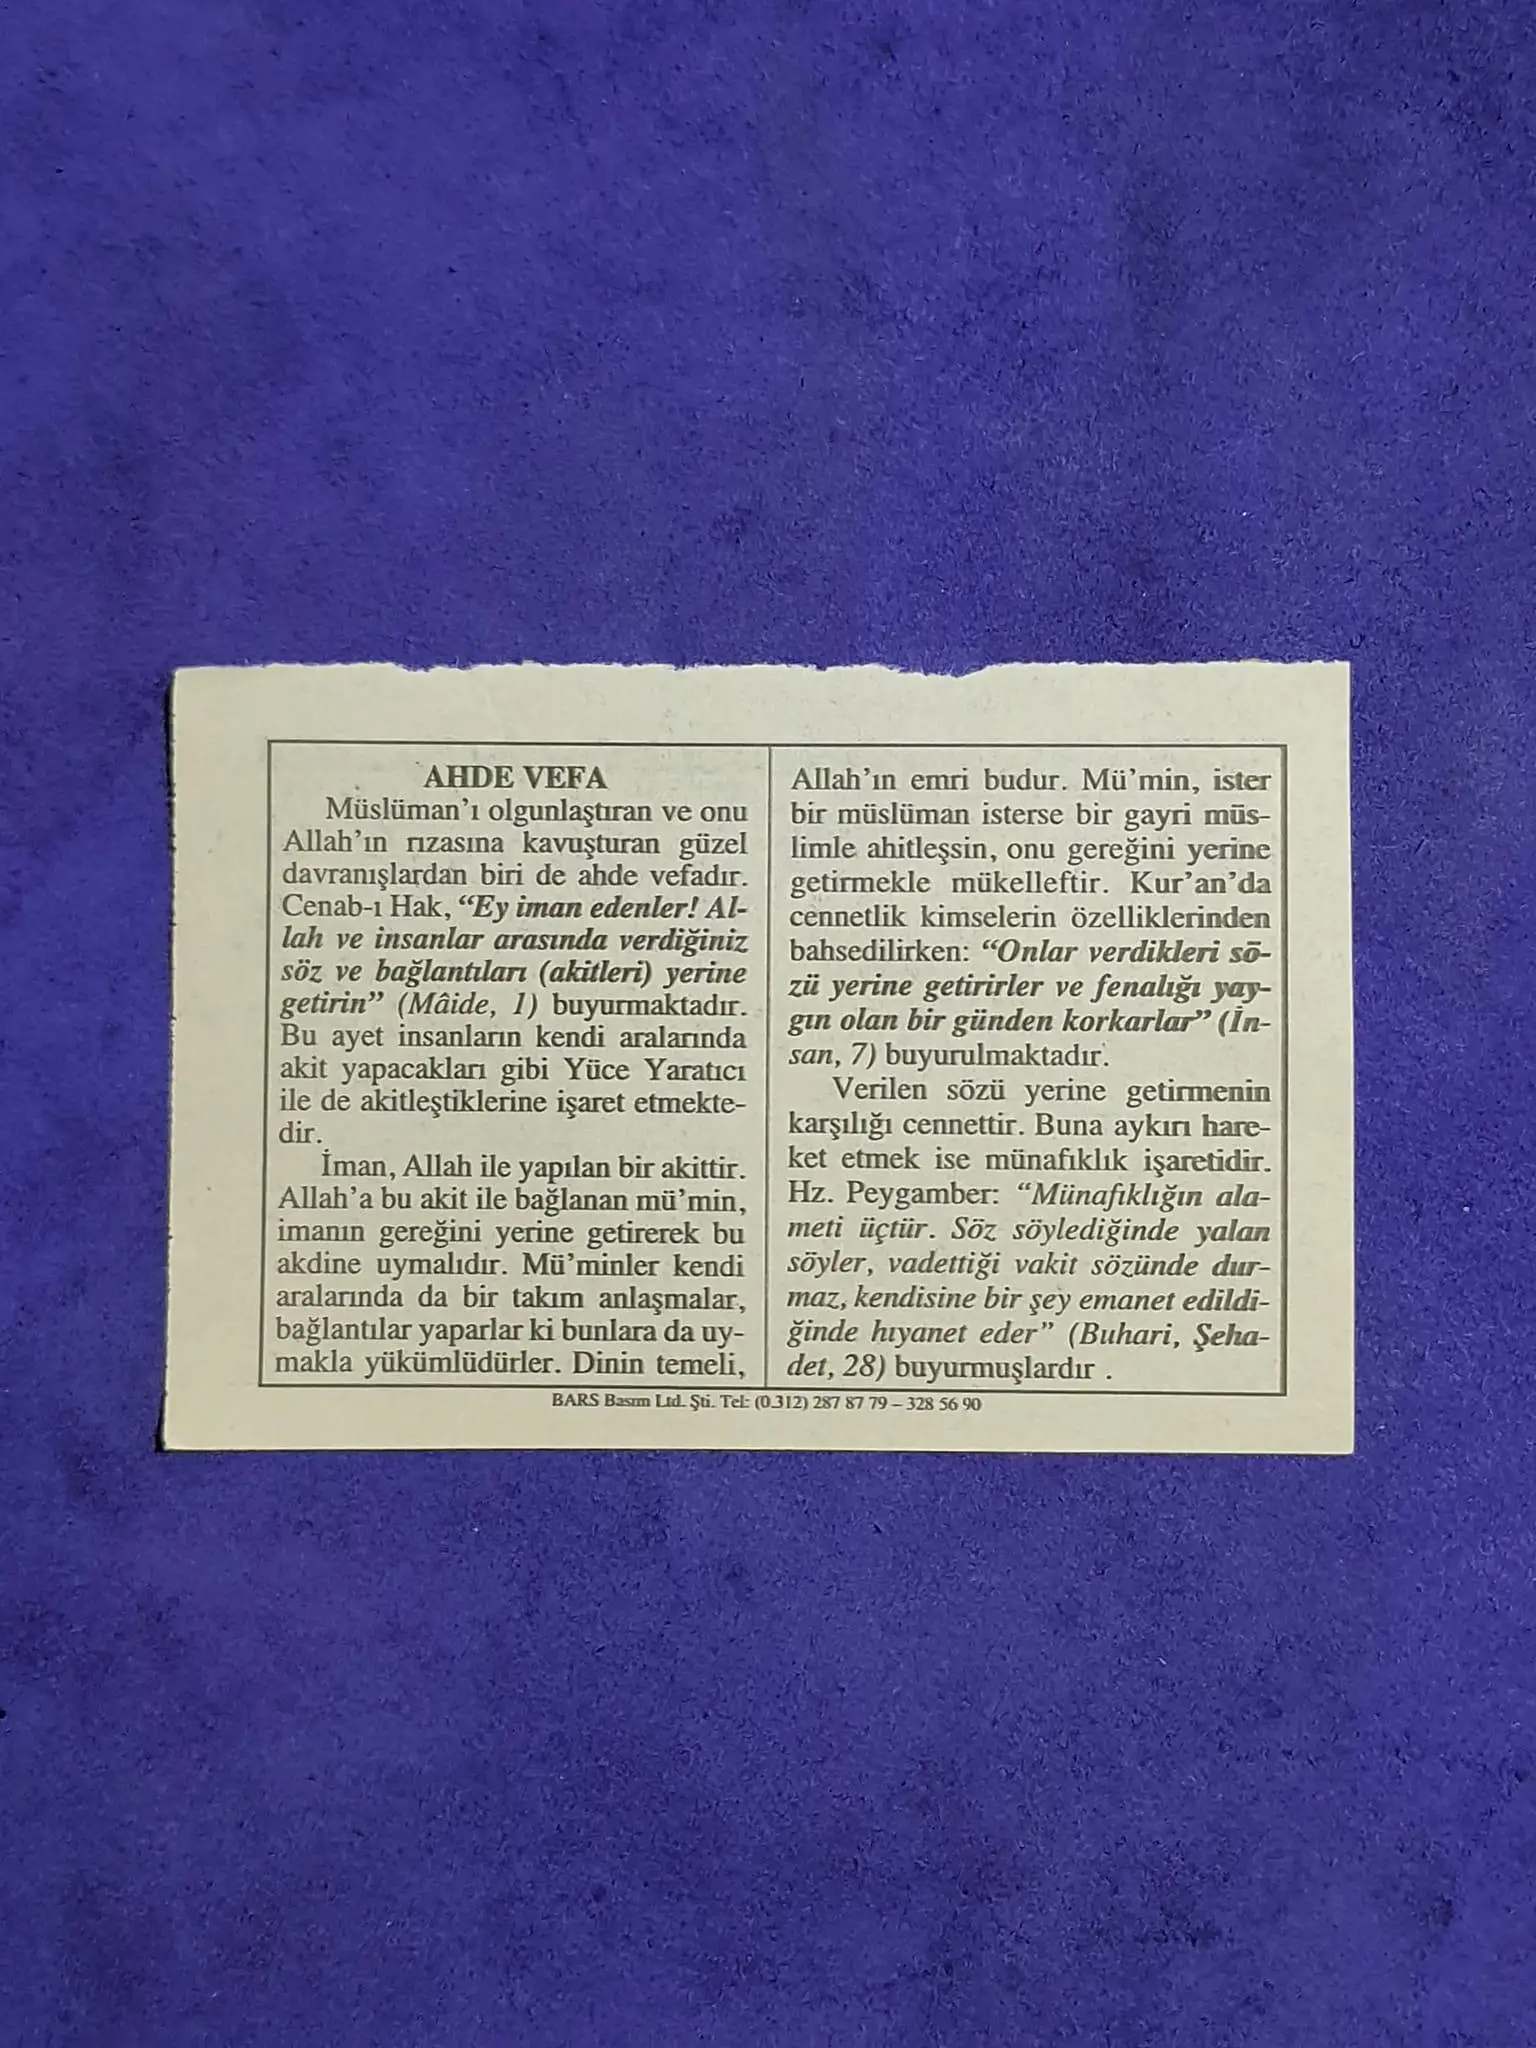 AHDE VEFA
Müslüman’ı olgunlaştıran ve onu
Allah’ın rızasına kavuşturan güzel
davranışlardan biri de ahde vefadır.
Cenab-ı Hak, “Ey iman edenler! Al-
lah ve insanlar arasında verdiğiniz
söz ve bağlantıları (akitleri) yerine
getirin” (Mâide, 1) buyurmaktadır.
Bu ayet insanların kendi aralarında
akit yapacakları gibi Yüce Yaratıcı
ile de akitleştiklerine işaret etmekte-
dir.
İman, Allah ile yapılan bir akittir.
Allah’a bu akit ile bağlanan mü’min,
imanın gereğini yerine getirerek bu
akdine uymalıdır. Mü’minler kendi
aralarında da bir takım anlaşmalar,
bağlantılar yaparlar ki bunlara da uy-
makla yükümlüdürler. Dinin temeli,
Allah’ın emri budur. Mü’min, ister
bir müslüman isterse bir gayri müs-
limle ahitleşsin, onu gereğini yerine
getirmekle mükelleftir. Kur’an’da
cennetlik kimselerin özelliklerinden
bahsedilirken: “Onlar verdikleri sö-
zü yerine getirirler ve fenalığı yay-
gın olan bir günden korkarlar” (İn-
san, 7) buyurulmaktadır.
Verilen sözü yerine getirmenin
karşılığı cennettir. Buna aykırı hare-
ket etmek ise münafıklık işaretidir.
Hz. Peygamber: “Münafıklığın ala-
meti üçtür. Söz söylediğinde yalan
söyler, vadettiği vakit sözünde dur-
maz, kendisine bir şey emanet edildi-
ğinde hıyanet eder” (Buhari, Şeha-
det, 28) buyurmuşlardır .
BARS Basım Ltd. Şti. Tel: (0.312) 287 87 79 – 328 56 90